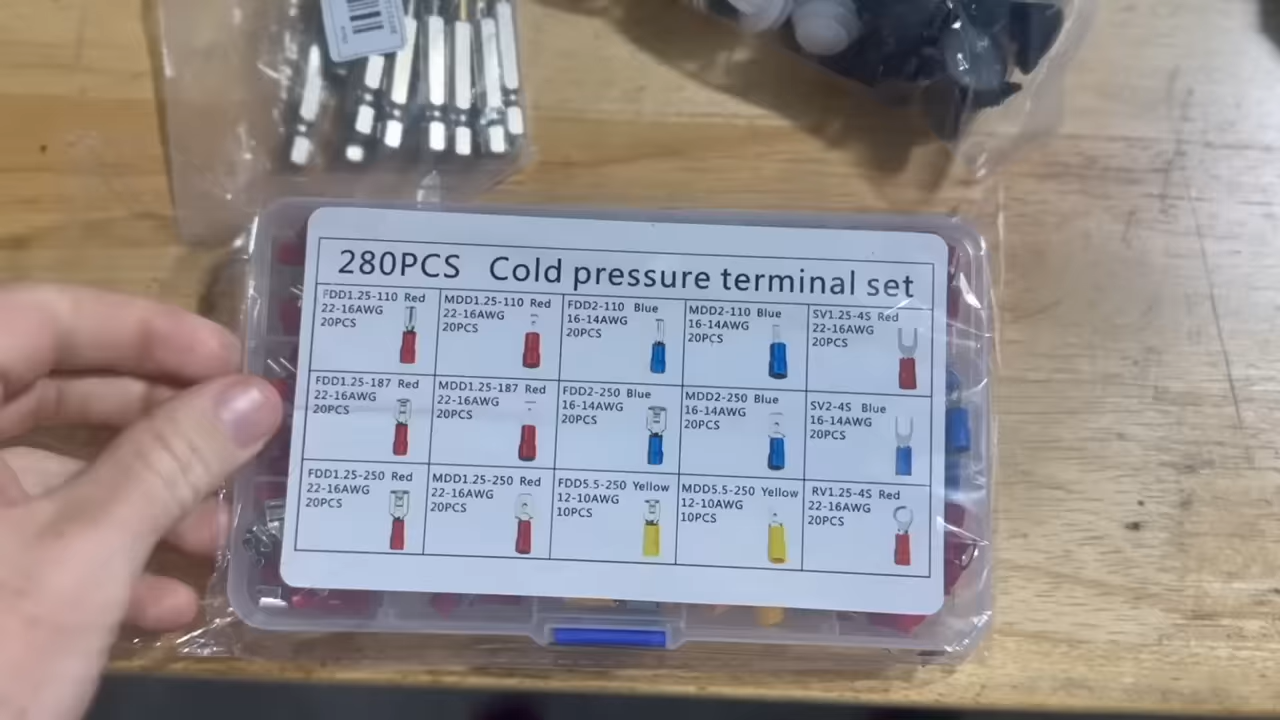 280PCS Cold pressure terminal set
FDD1.25-110 Red
22-16AWG
20PCS
MDD1.25-110 Red
22-16AWG
20PCS
FDD2-110 Blue
16-14AWG
20PCS
MDD2-110 Blue
16-14AWG
20PCS
SV1.25-4S Red
22-16AWG
20PCS
FDD1.25-187 Red
22-16AWG
20PCS
MDD1.25-187 Red
22-16AWG
20PCS
FDD2-250 Blue
16-14AWG
20PCS
MDD2-250 Blue
16-14AWG
20PCS
SV2-4S Blue
16-14AWG
20PCS
FDD1.25-250 Red
22-16AWG
20PCS
MDD1.25-250 Red
22-16AWG
20PCS
FDD5.5-250 Yellow
12-10AWG
10PCS
MDD5.5-250 Yellow
12-10AWG
10PCS
RV1.25-4S Red
22-16AWG
20PCS